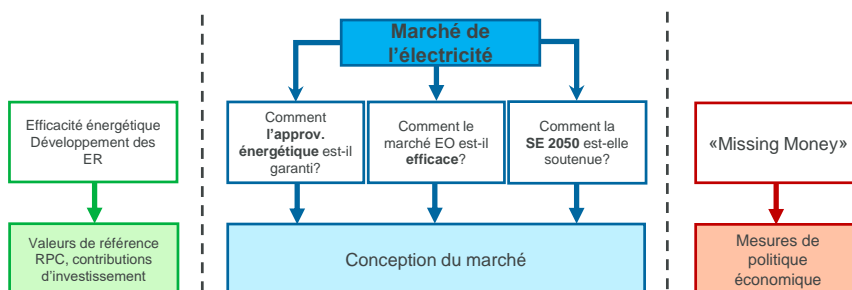 Marché de
l'électricité
Efficacité énergétique
Développement des
ER
Comment
l'approv.
énergétique est-il
garanti?
Comment le
marché EO est-il
efficace?
Comment la
SE 2050 est-elle
soutenue?
«Missing Money»
Valeurs de référence
RPC, contributions
d'investissement
Conception du marché
Mesures de
politique
économique